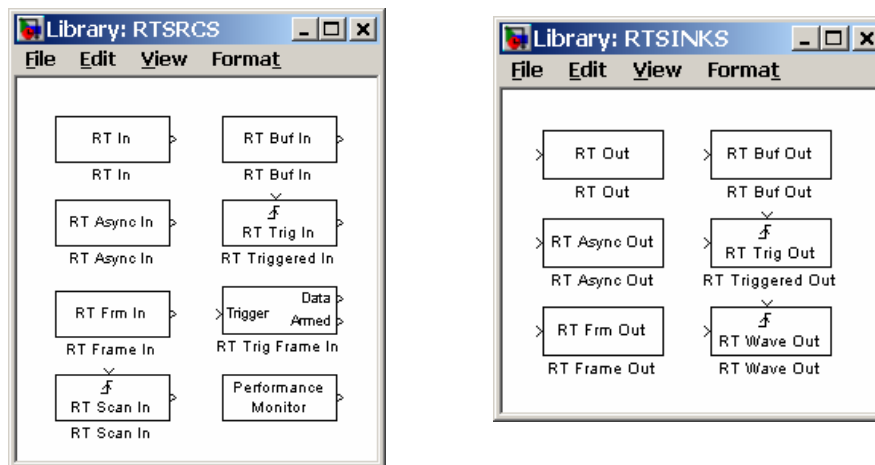 Library: RTSRCS
File Edit View Format
RT In
RT In
RT Buf In
RT Buf In
RT Async In
RT Async In
RT Trig In
RT Triggered In
RT Frm In
RT Frame In
Trigger
Data
Armed
RT Trig Frame In
RT Scan In
RT Scan In
Performance
Monitor
Library: RTSINKS
File Edit View Format
RT Out
RT Out
RT Buf Out
RT Buf Out
RT Async Out
RT Async Out
RT Trig Out
RT Triggered Out
RT Frm Out
RT Frame Out
RT Wave Out
RT Wave Out